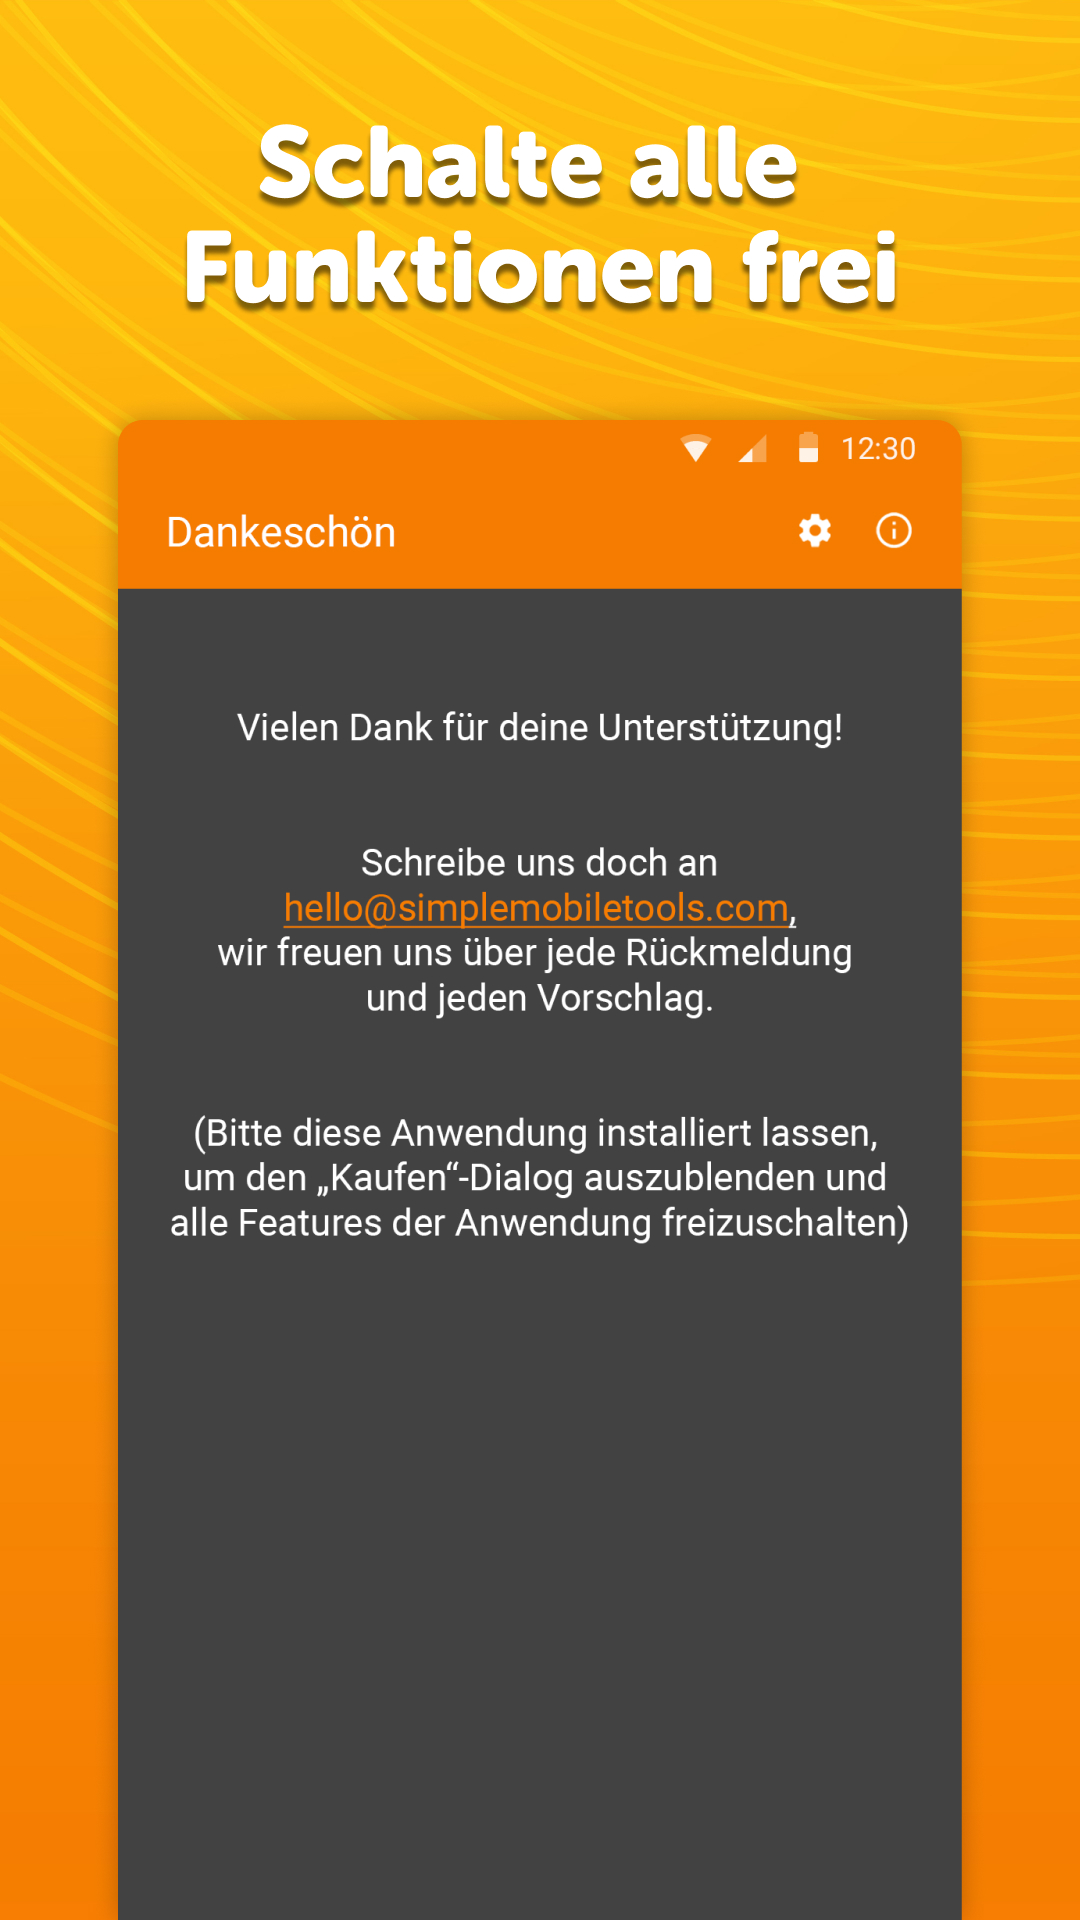 Schalte alle
Funktionen frei
12:30
Dankeschön
Vielen Dank für deine Unterstützung!
Schreibe uns doch an
hello@simplemobiletools.com,
wir freuen uns über jede Rückmeldung
und jeden Vorschlag.
(Bitte diese Anwendung installiert lassen,
um den „Kaufen“-Dialog auszublenden und
alle Features der Anwendung freizuschalten)